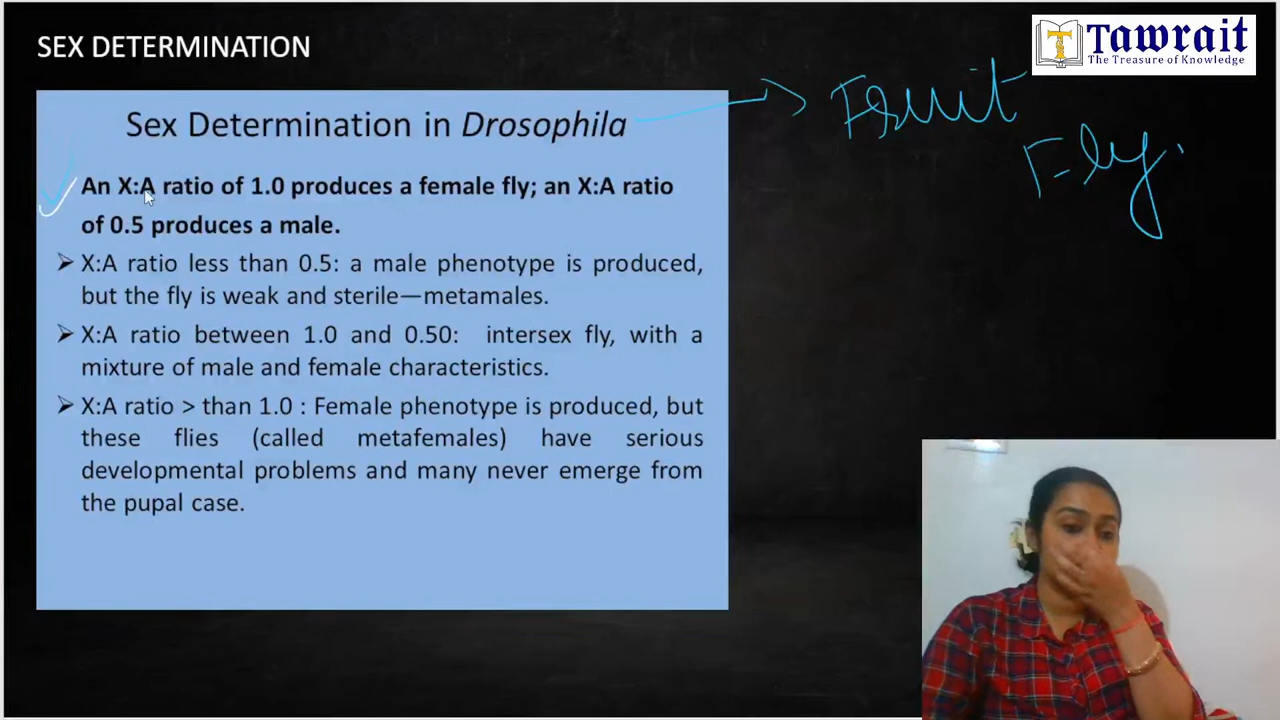 SEX DETERMINATION
Tawrait
The Treasure of Knowledge
Sex Determination in Drosophila
Fruit
Fly.
An X:A ratio of 1.0 produces a female fly; an X:A ratio
of 0.5 produces a male.
➢ X:A ratio less than 0.5: a male phenotype is produced,
but the fly is weak and sterile—metamales.
➢ X:A ratio between 1.0 and 0.50: intersex fly, with a
mixture of male and female characteristics.
➢ X:A ratio > than 1.0 : Female phenotype is produced, but
these flies (called metafemales) have serious
developmental problems and many never emerge from
the pupal case.